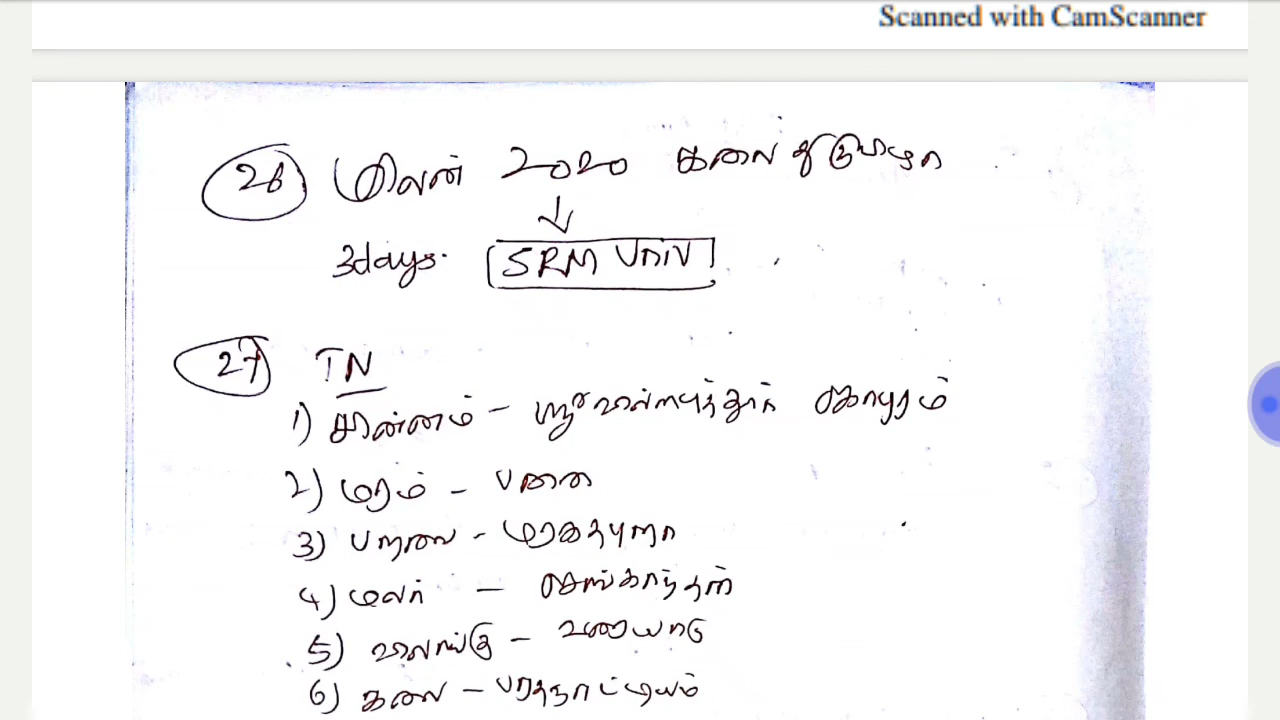 Scanned with CamScanner
26 மிலன் 2020 கலை திருவிழா
3days. SRM UNIV
27 TN
1) சின்னம் - ஸ்ரீவில்லிபுத்தூர் கோபுரம்
2) மரம் - பனை
3) பறவை - மரகதபுறா
4) மலர் - செங்காந்தள்
5) விலங்கு - வரையாடு
6) கலை - பரதநாட்டியம்